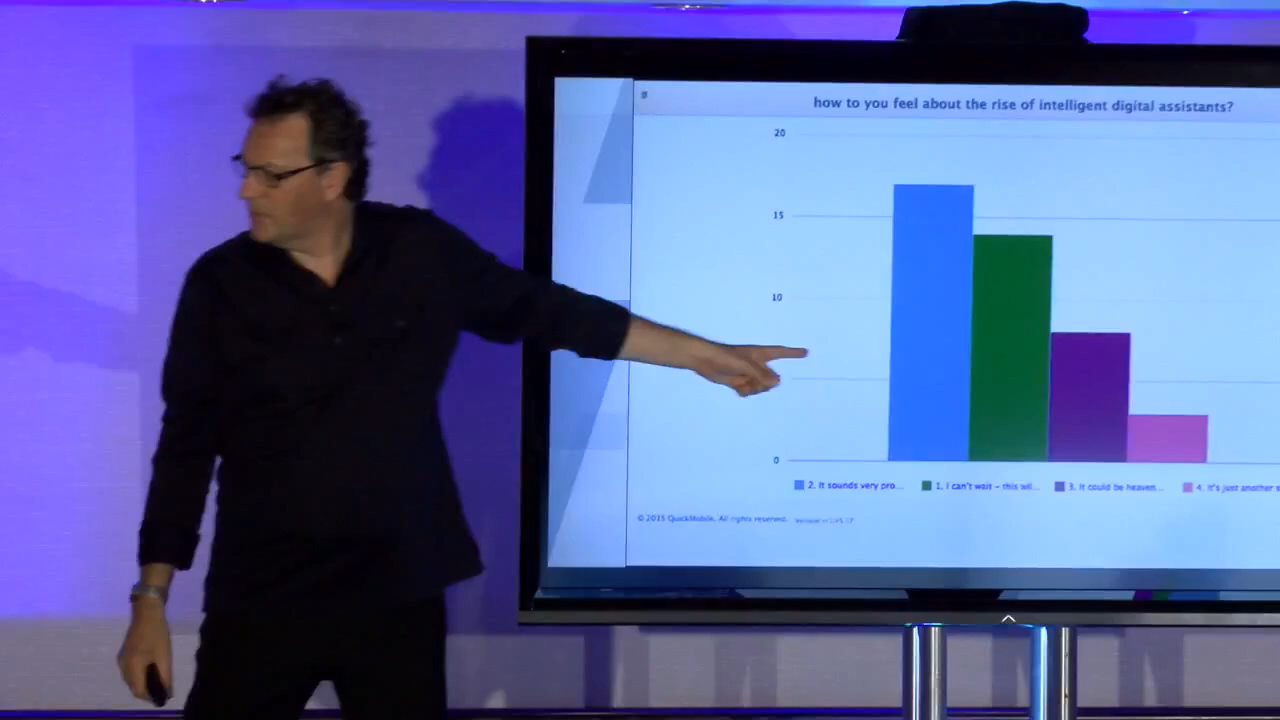 #
how to you feel about the rise of intelligent digital assistants?
20
15
10
0
2. It sounds very pro...
1. I can't wait - this wil...
3. It could be heaven...
4. It's just another
© 2015 QuickMobile. All rights reserved.